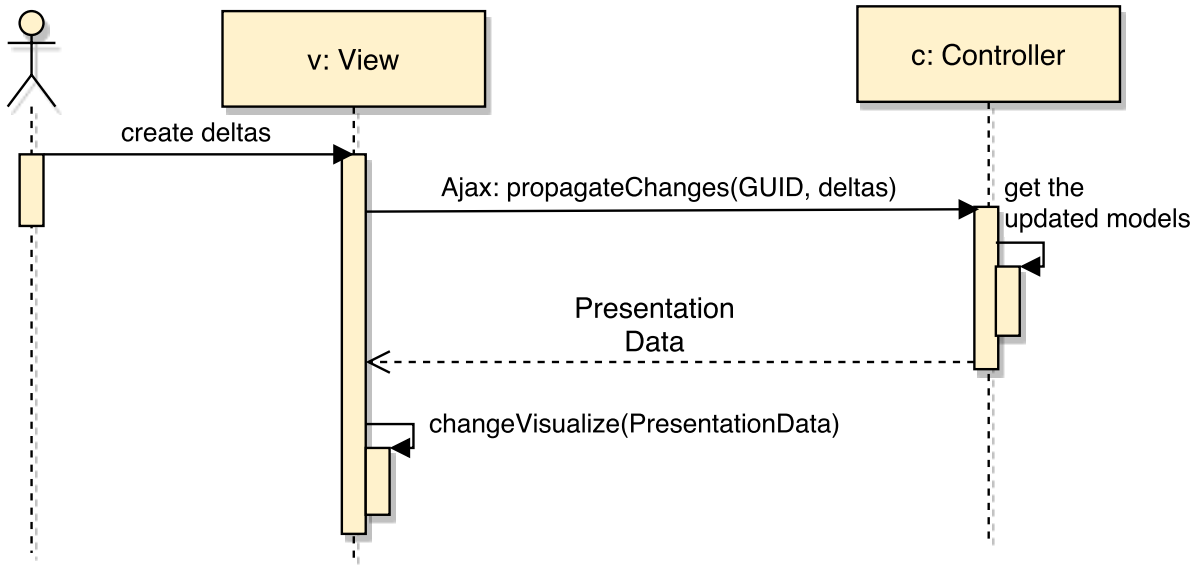 v: View
c: Controller
create deltas
Ajax: propagateChanges(GUID, deltas)
get the
updated models
Presentation
Data
changeVisualize(PresentationData)